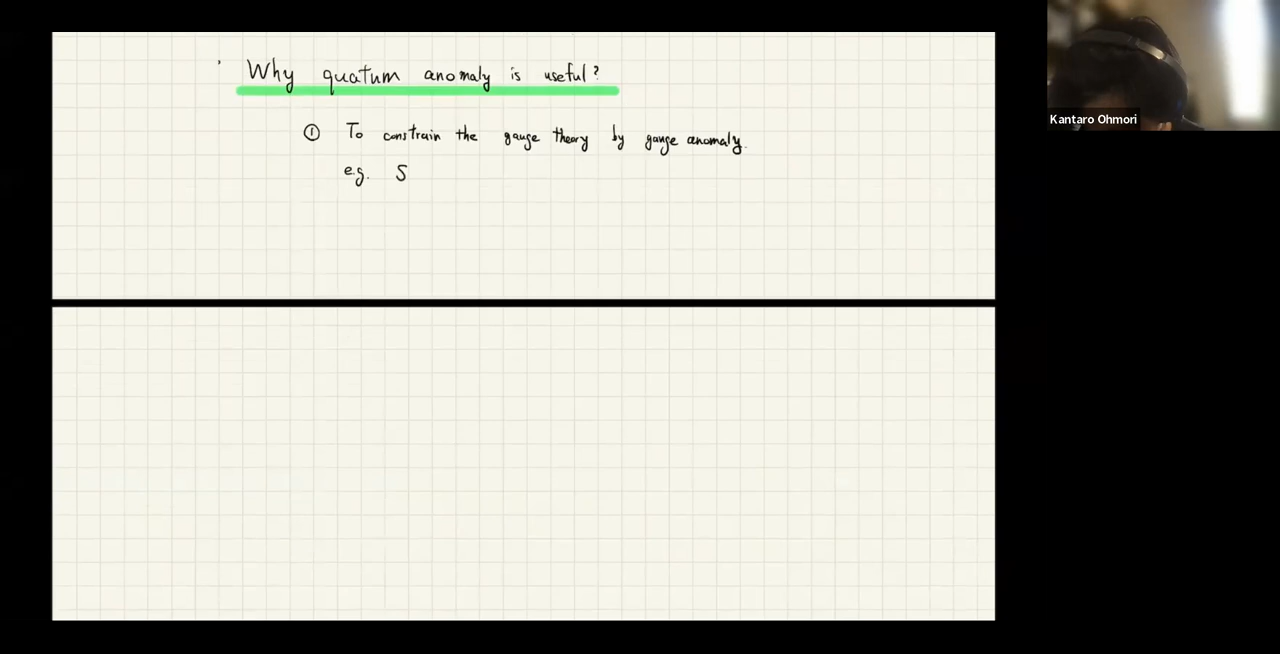 Why quatum anomaly is useful?
① To constrain the gauge theory by gauge anomaly.
e.g. S
Kantaro Ohmori